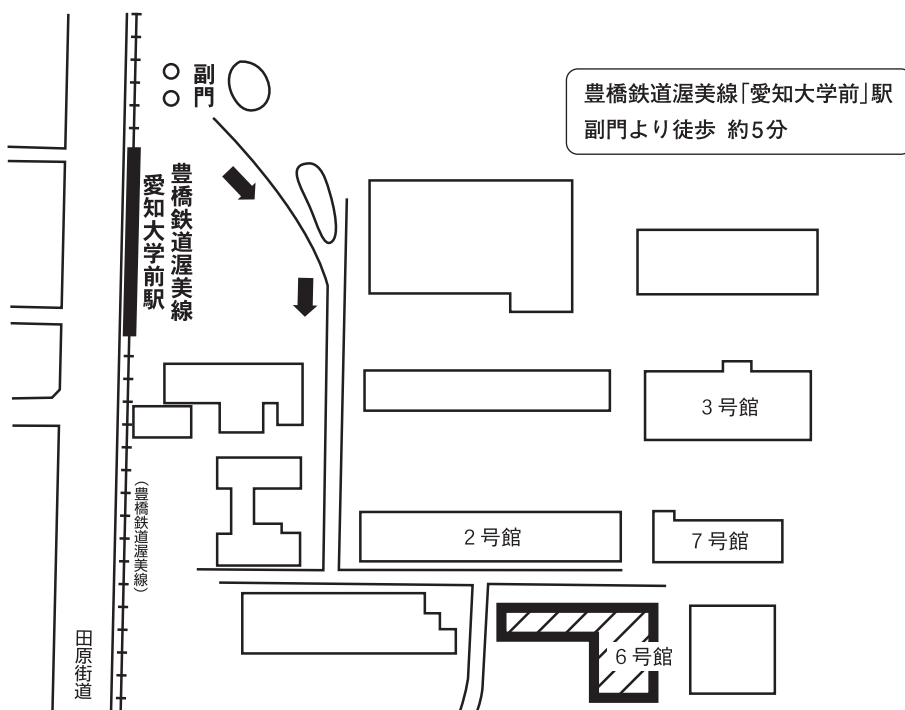 副門
豊橋鉄道渥美線「愛知大学前」駅
副門より徒歩 約5分
豊橋鉄道渥美線
愛知大学前駅
3号館
(豊橋鉄道渥美線)
2号館
7号館
田原街道
6号館